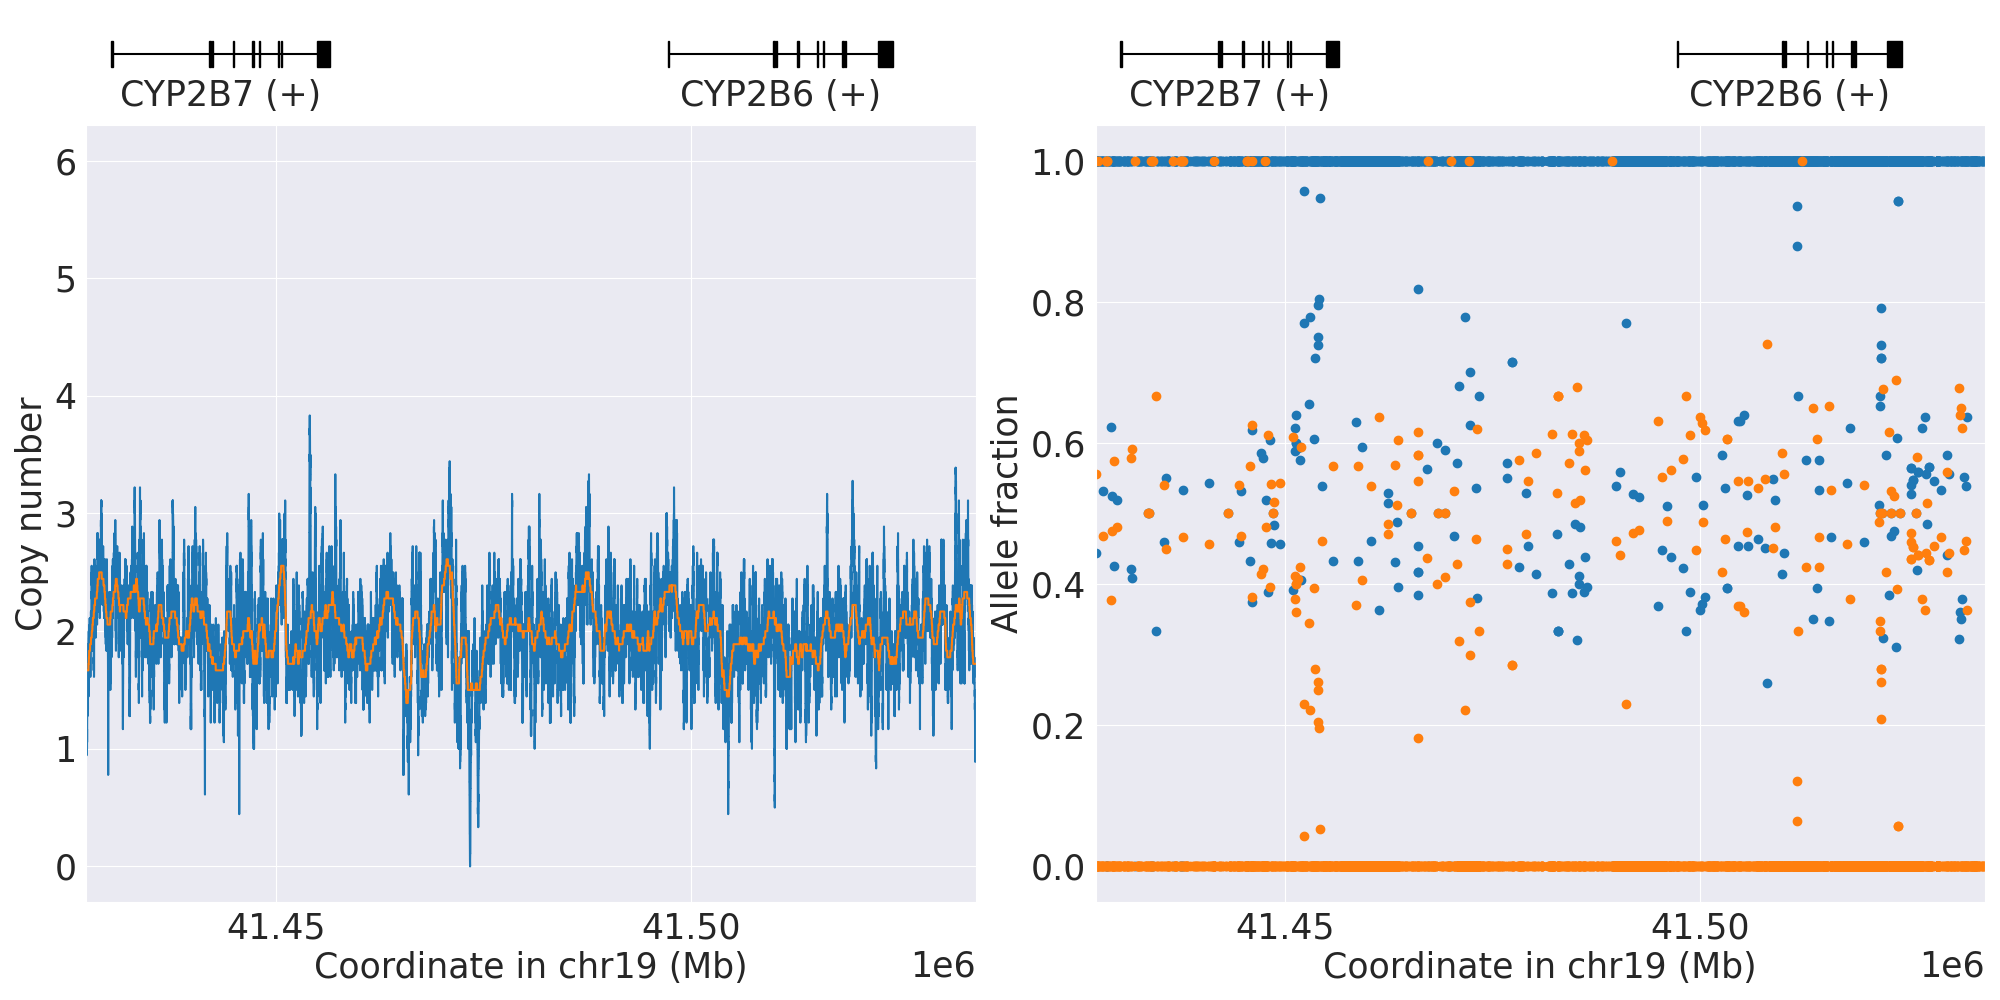 CYP2B7 (+)
CYP2B6 (+)
6
5
4
3
2
1
0
Copy number
41.45
41.50
Coordinate in chr19 (Mb)
1e6
CYP2B7 (+)
CYP2B6 (+)
1.0
0.8
0.6
0.4
0.2
0.0
Allele fraction
41.45
41.50
Coordinate in chr19 (Mb)
1e6